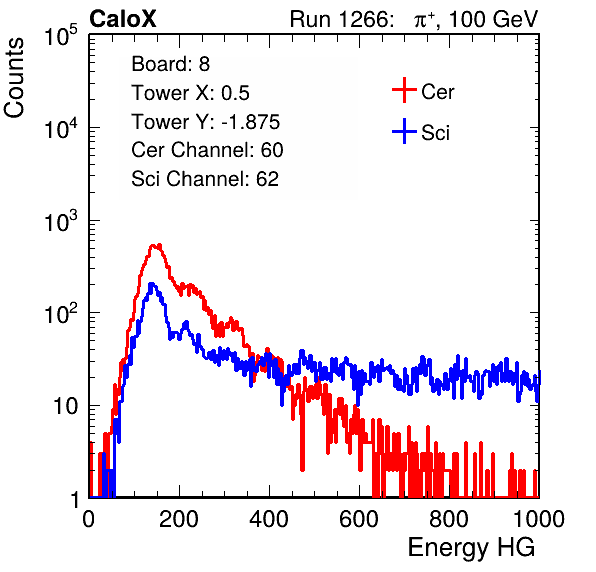 CaloX Run 1266: π⁺, 100 GeV
Counts
10⁵
10⁴
10³
10²
10
1
Board: 8
Tower X: 0.5
Tower Y: -1.875
Cer Channel: 60
Sci Channel: 62
Cer
Sci
0 200 400 600 800 1000
Energy HG